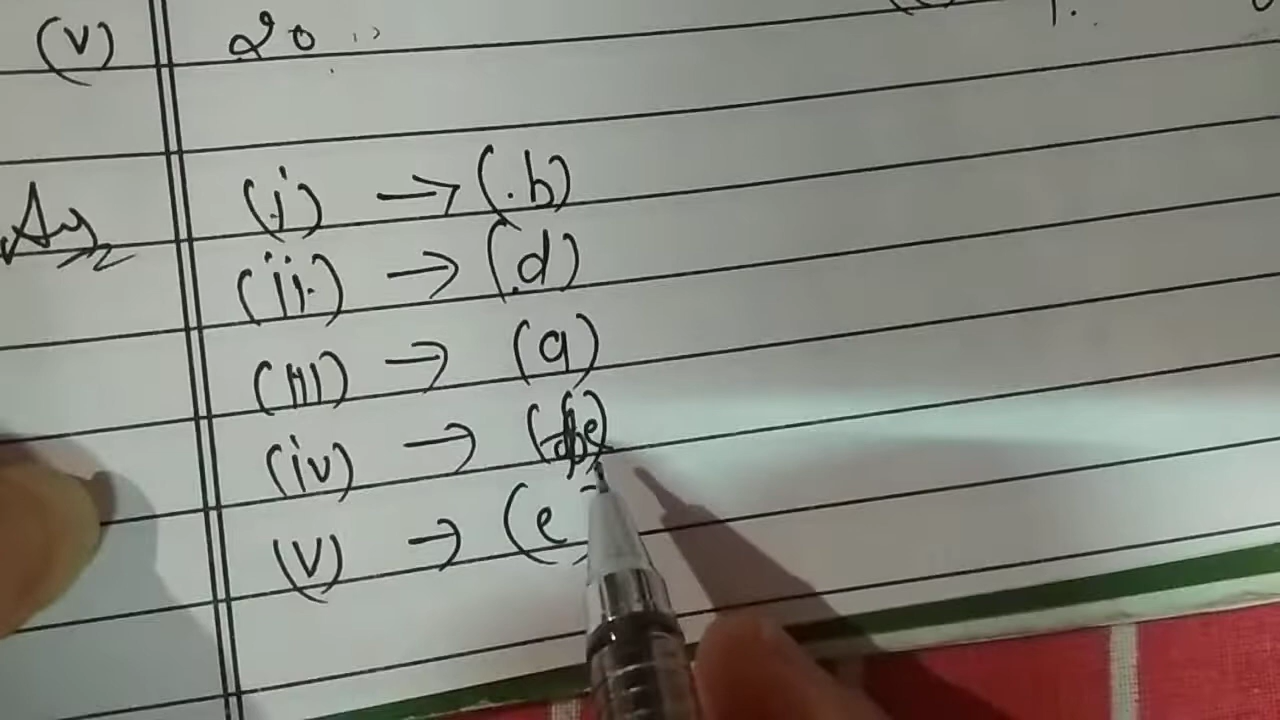 (v) 20
Ans
(i) → (b)
(ii) → (d)
(iii) → (a)
(iv) →
(v) → (e)